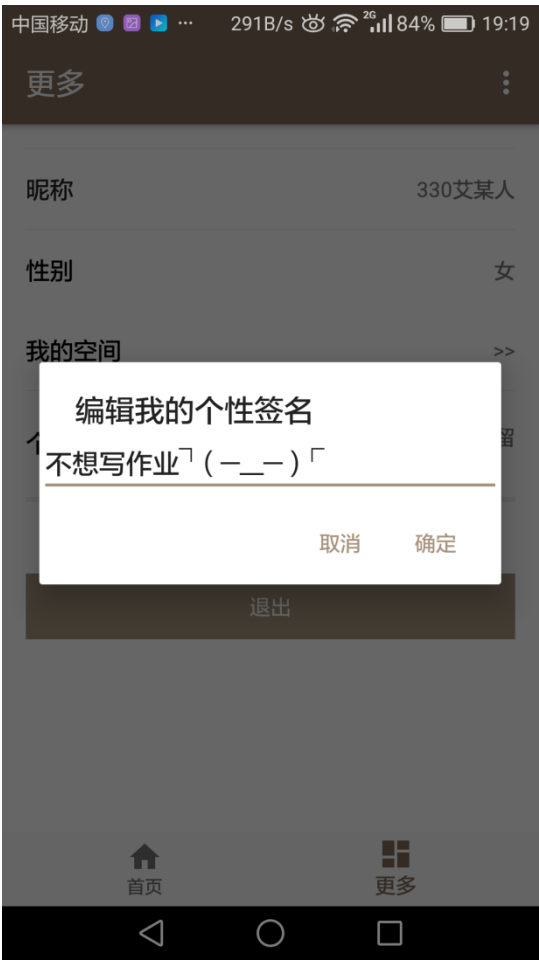 中国移动 ··· 291B/s 2G 84% 19:19
更多
昵称 330艾某人
性别 女
我的空间 >>
编辑我的个性签名
不想写作业﹁(—__—)﹁
取消 确定
退出
首页 更多